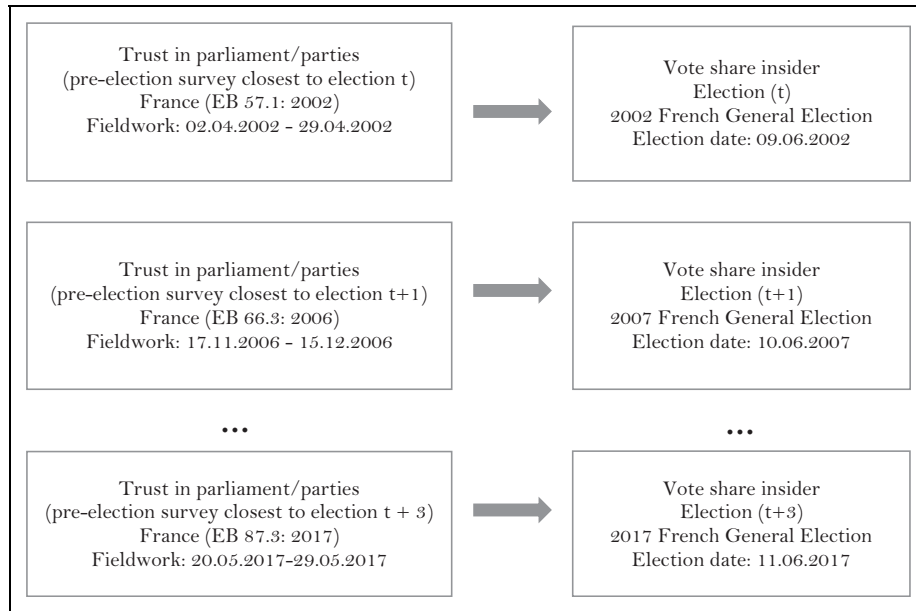 Trust in parliament/parties
(pre-election survey closest to election t)
France (EB 57.1: 2002)
Fieldwork: 02.04.2002 - 29.04.2002
Vote share insider
Election (t)
2002 French General Election
Election date: 09.06.2002
Trust in parliament/parties
(pre-election survey closest to election t+1)
France (EB 66.3: 2006)
Fieldwork: 17.11.2006 - 15.12.2006
Vote share insider
Election (t+1)
2007 French General Election
Election date: 10.06.2007
...
...
Trust in parliament/parties
(pre-election survey closest to election t + 3)
France (EB 87.3: 2017)
Fieldwork: 20.05.2017-29.05.2017
Vote share insider
Election (t+3)
2017 French General Election
Election date: 11.06.2017